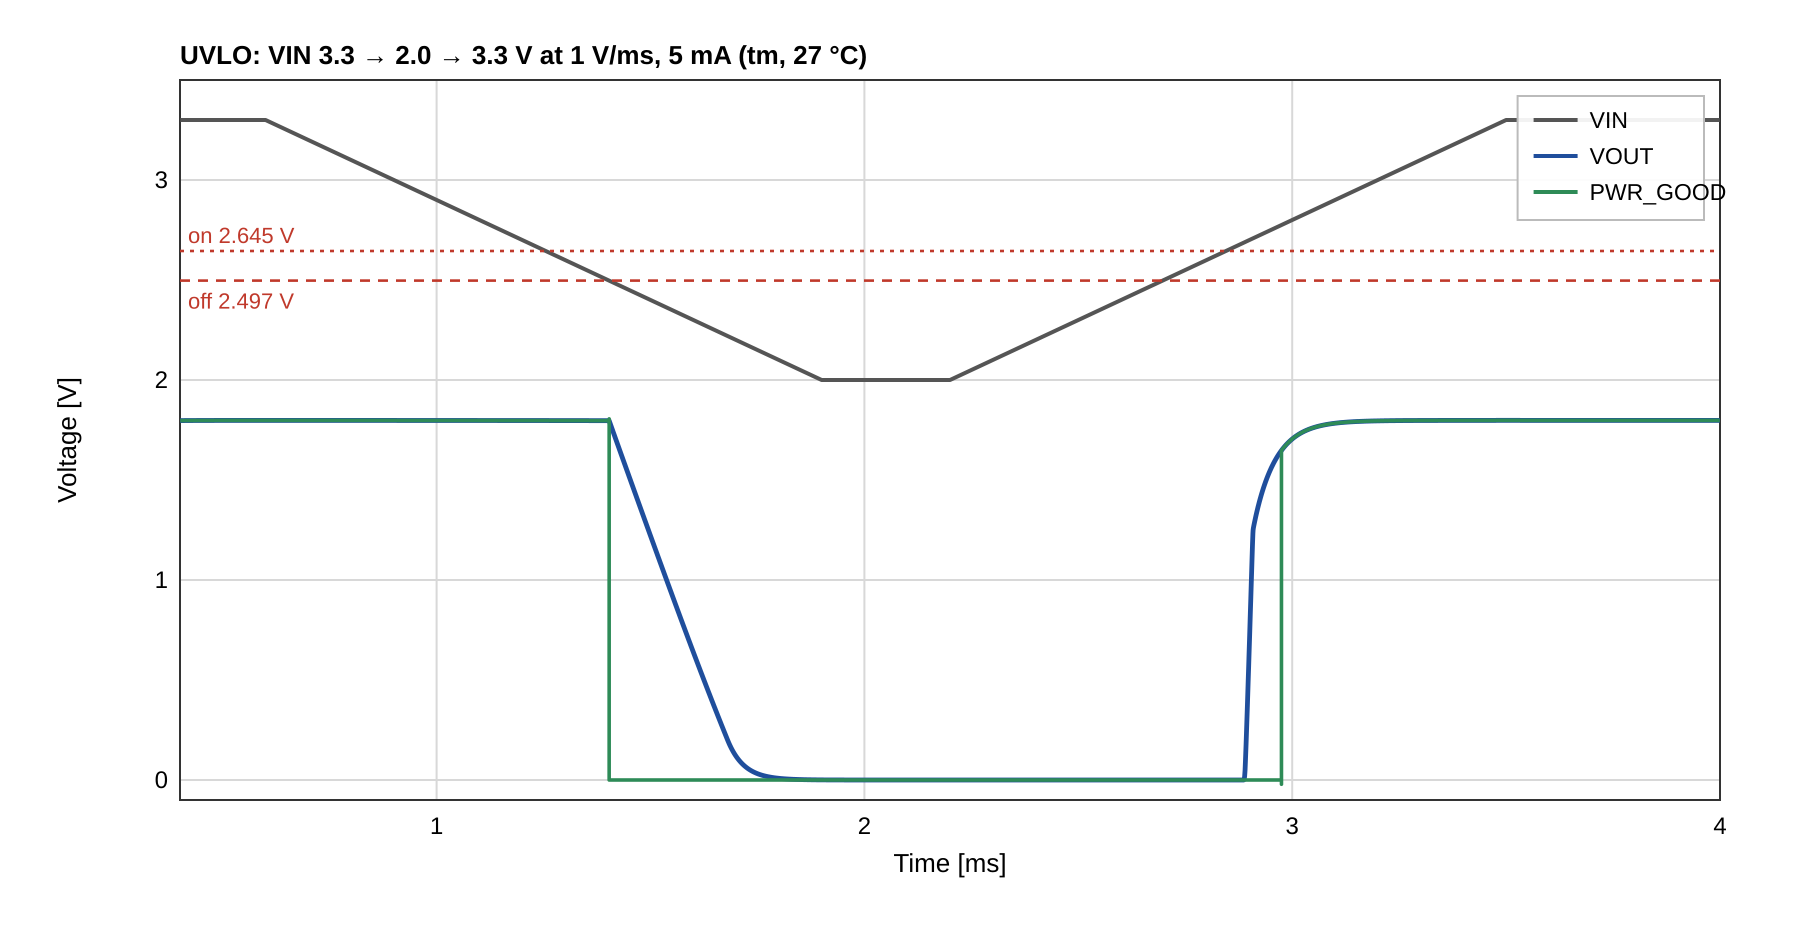 UVLO: VIN 3.3 → 2.0 → 3.3 V at 1 V/ms, 5 mA (tm, 27 °C)
VIN
VOUT
PWR_GOOD
3
on 2.645 V
off 2.497 V
2
Voltage [V]
1
0
1 2 3 4
Time [ms]